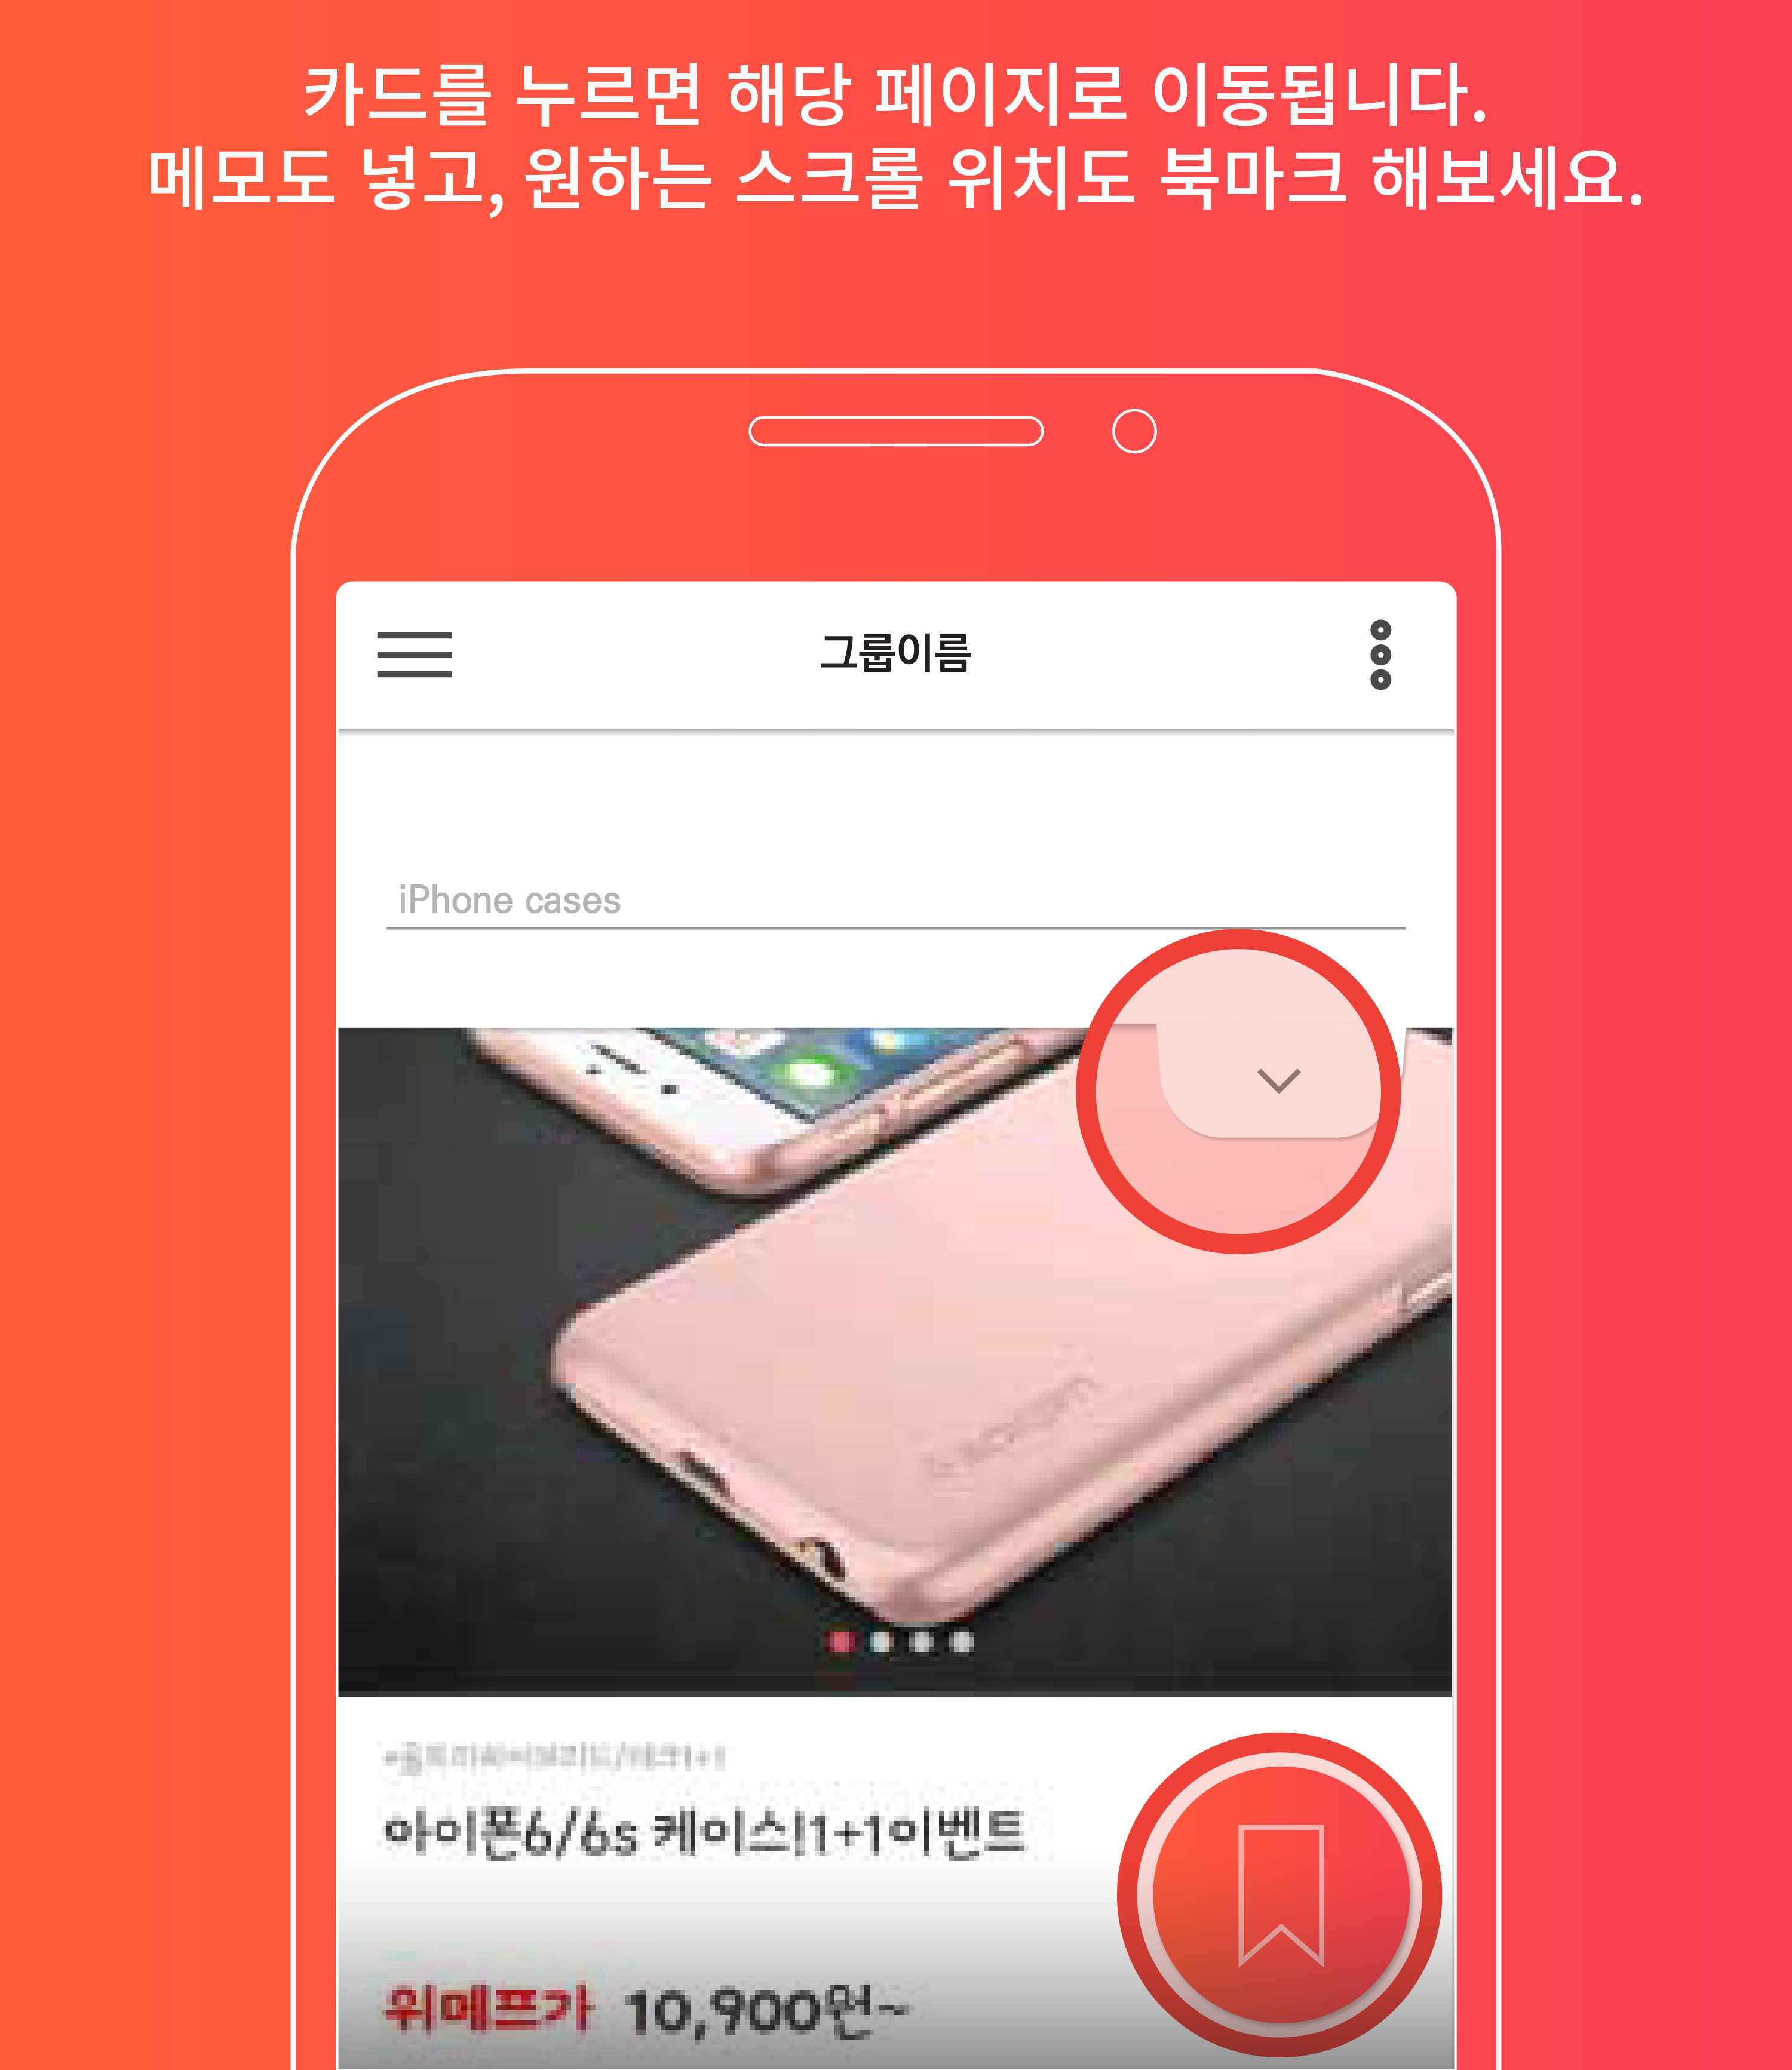 카드를 누르면 해당 페이지로 이동됩니다.
메모도 넣고, 원하는 스크롤 위치도 북마크 해보세요.
그룹이름
iPhone cases
아이폰6/6s 케이스!1+1이벤트
위메프가 10,900원~